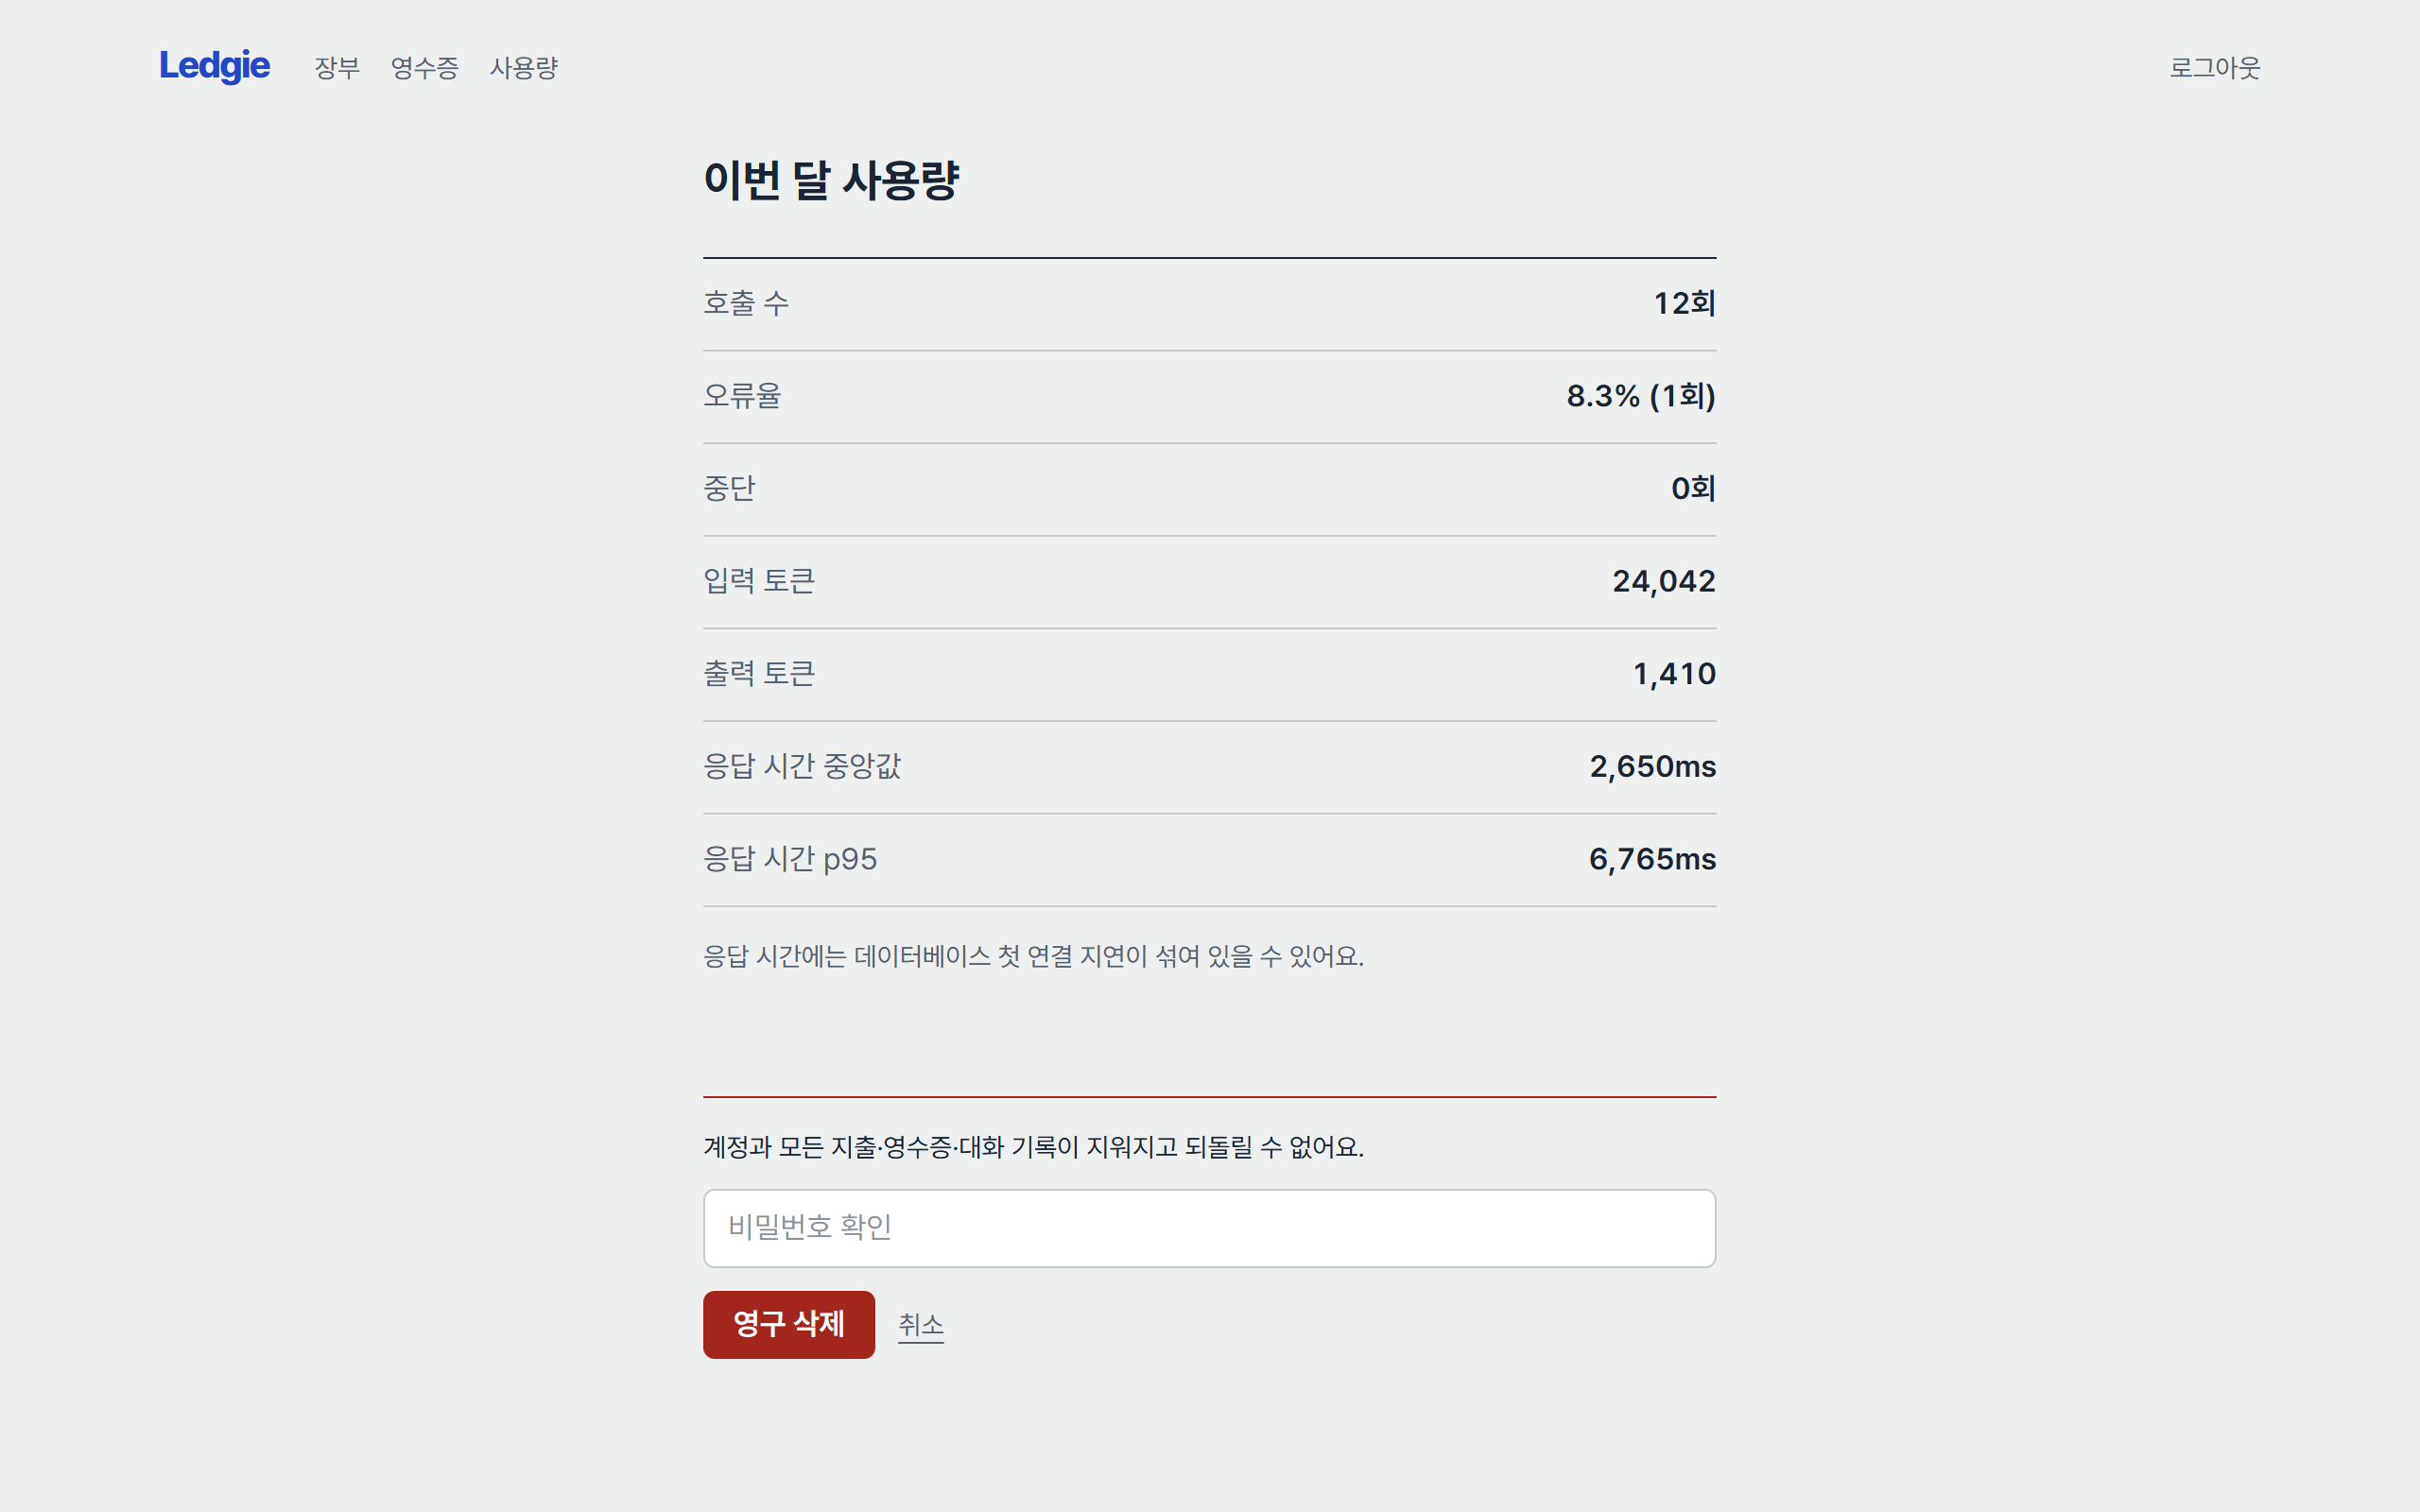 Ledgie 장부 영수증 사용량 로그아웃
이번 달 사용량
호출 수 12회
오류율 8.3% (1회)
중단 0회
입력 토큰 24,042
출력 토큰 1,410
응답 시간 중앙값 2,650ms
응답 시간 p95 6,765ms
응답 시간에는 데이터베이스 첫 연결 지연이 섞여 있을 수 있어요.
계정과 모든 지출·영수증·대화 기록이 지워지고 되돌릴 수 없어요.
비밀번호 확인
영구 삭제 취소